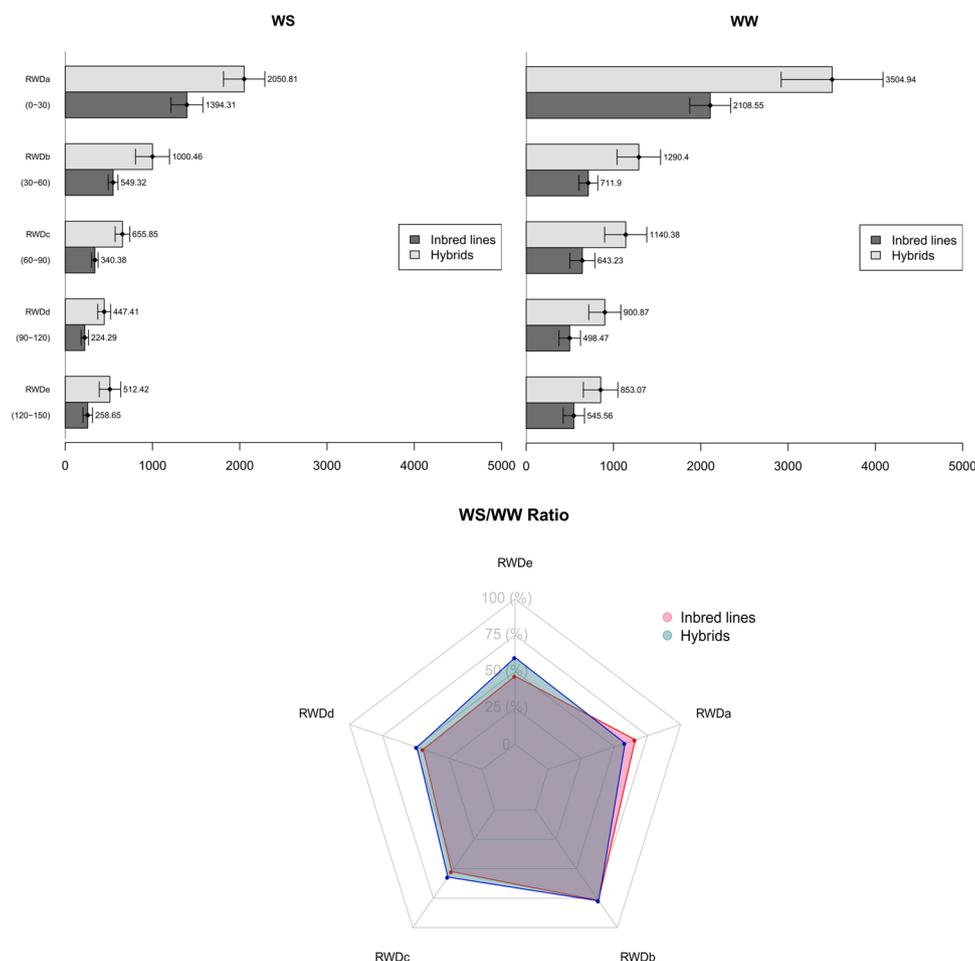 WS
RWDa
(0−30)
2050.81
1394.31
RWDb
(30−60)
1000.46
549.32
RWDc
(60−90)
655.85
340.38
RWDd
(90−120)
447.41
224.29
RWDe
(120−150)
512.42
258.65
Inbred lines
Hybrids
0 1000 2000 3000 4000 5000
WW
3504.94
2108.55
1290.4
711.9
1140.38
643.23
900.87
498.47
853.07
545.56
Inbred lines
Hybrids
0 1000 2000 3000 4000 5000
WS/WW Ratio
RWDe
100 (%)
75 (%)
50 (%)
25 (%)
0
Inbred lines
Hybrids
RWDd
RWDa
RWDc
RWDb